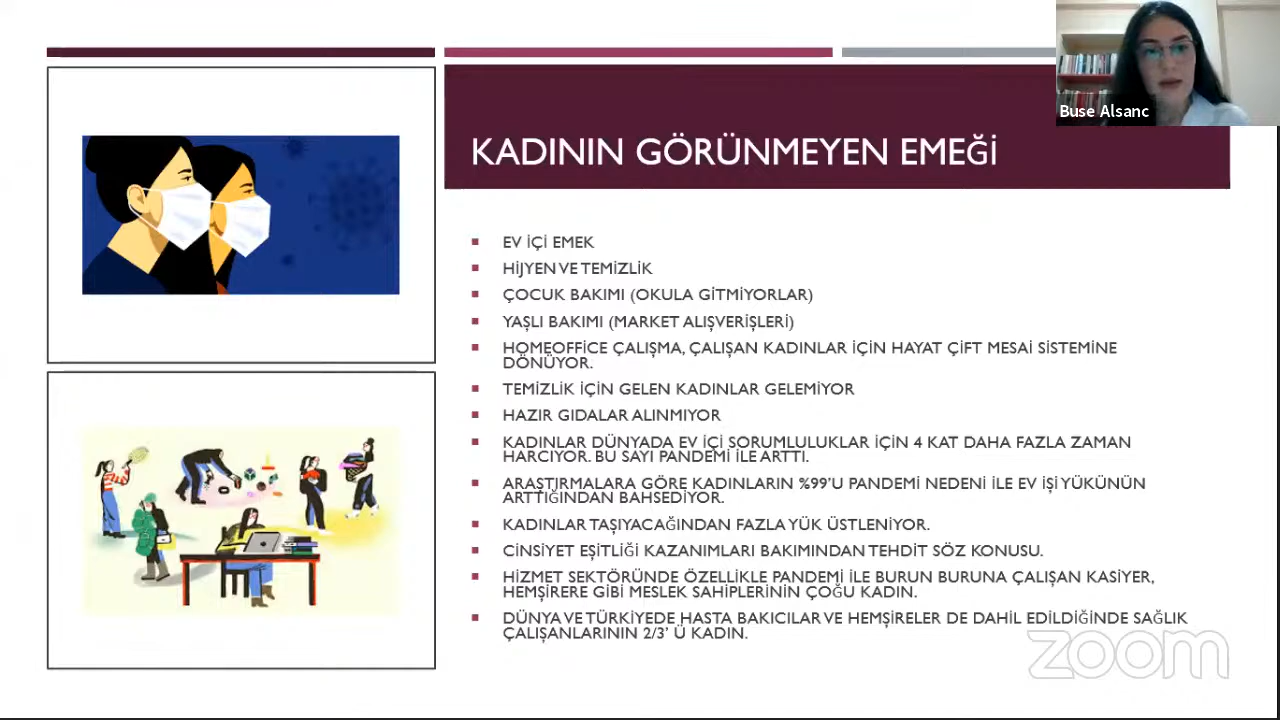 Buse Alsanc
KADININ GÖRÜNMEYEN EMEĞİ
EV İÇİ EMEK
HİJYEN VE TEMİZLİK
ÇOCUK BAKIMI (OKULA GİTMİYORLAR)
YAŞLI BAKIMI (MARKET ALIŞVERİŞLERİ)
HOMEOFFİCE ÇALIŞMA, ÇALIŞAN KADINLAR İÇİN HAYAT ÇİFT MESAİ SİSTEMİNE
DÖNÜYOR.
TEMİZLİK İÇİN GELEN KADINLAR GELEMİYOR
HAZIR GIDALAR ALINMIYOR
KADINLAR DÜNYADA EV İÇİ SORUMLULUKLAR İÇİN 4 KAT DAHA FAZLA ZAMAN
HARCIYOR. BU SAYI PANDEMİ İLE ARTTI.
ARAŞTIRMALARA GÖRE KADINLARIN %99'U PANDEMİ NEDENİ İLE EV İŞİ YÜKÜNÜN
ARTTIĞINDAN BAHSEDİYOR.
KADINLAR TAŞIYACAĞINDAN FAZLA YÜK ÜSTLENİYOR.
CİNSİYET EŞİTLİĞİ KAZANIMLARI BAKIMINDAN TEHDİT SÖZ KONUSU.
HİZMET SEKTÖRÜNDE ÖZELLİKLE PANDEMİ İLE BURUN BURUNA ÇALIŞAN KASİYER,
HEMŞİRERE GİBİ MESLEK SAHİPLERİNİN ÇOĞU KADIN.
DÜNYA VE TÜRKİYEDE HASTA BAKICILAR VE HEMŞİRELER DE DAHİL EDİLDİĞİNDE SAĞLIK
ÇALIŞANLARININ 2/3' Ü KADIN.
zoom